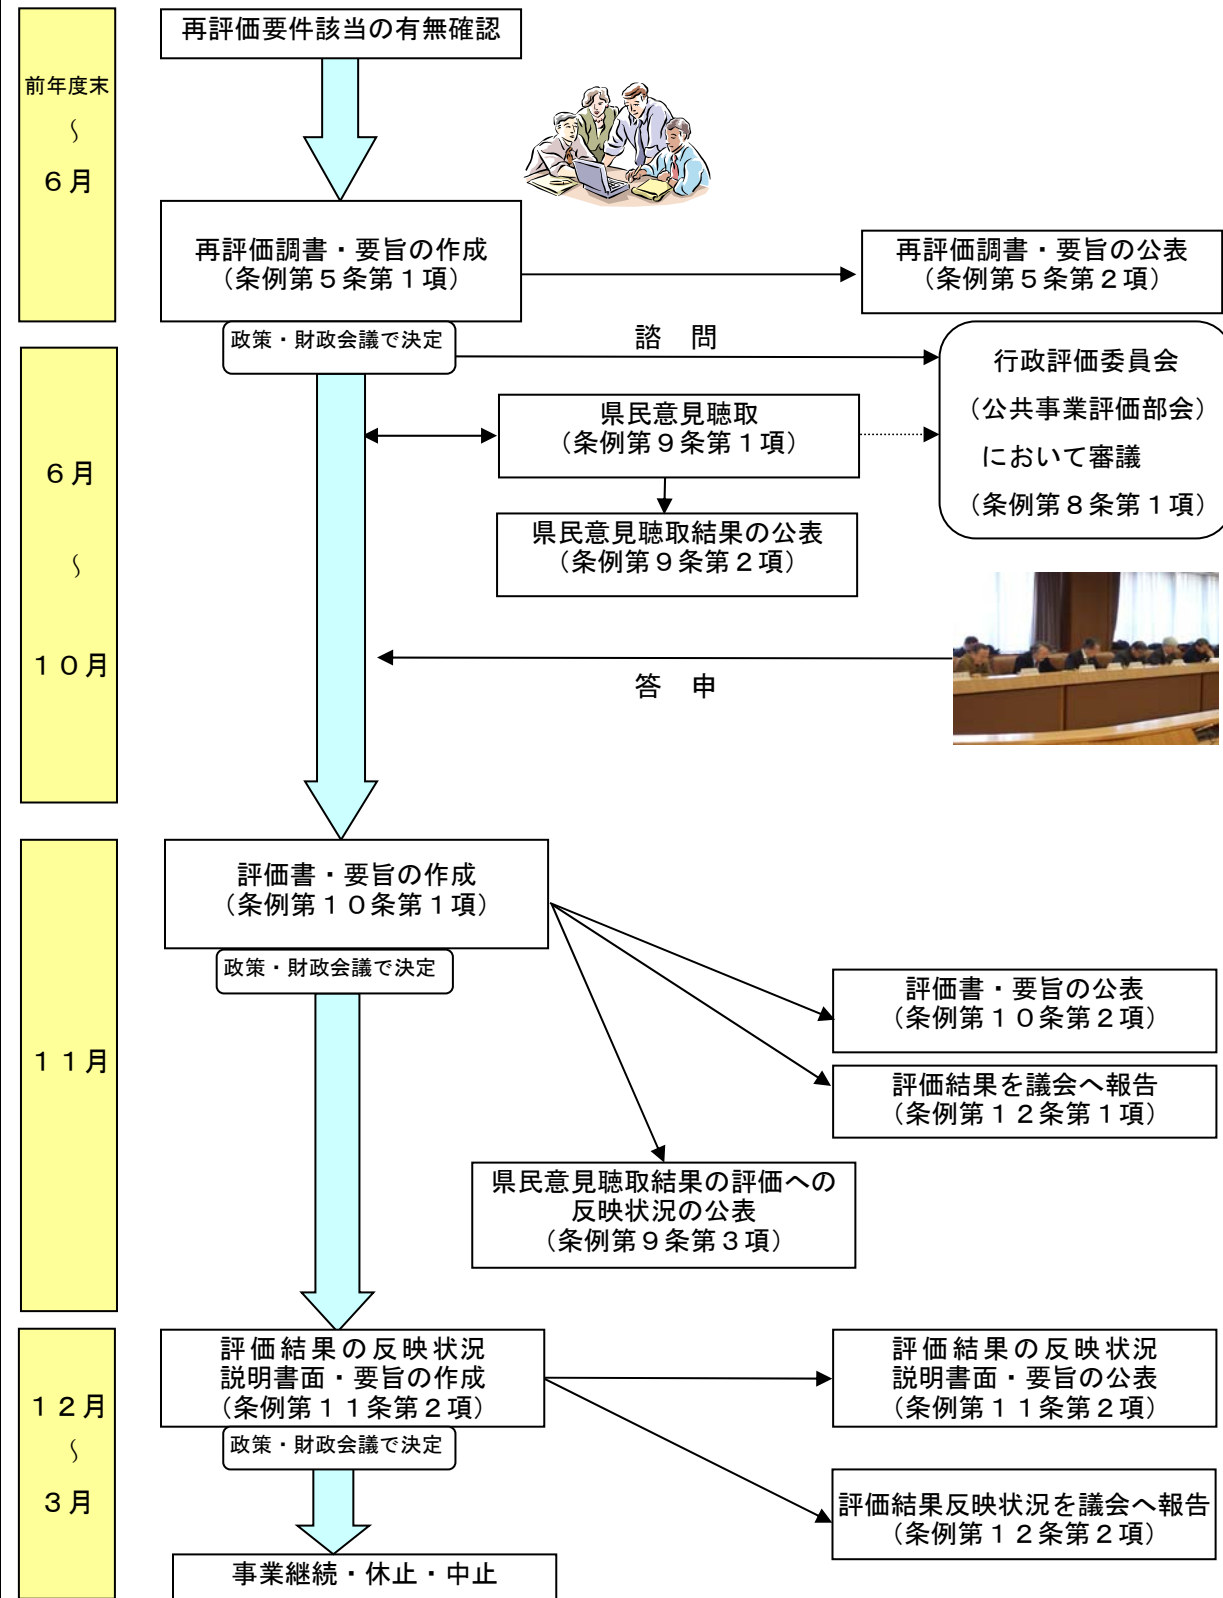 再評価要件該当の有無確認
前年度末
～
６月
再評価調書・要旨の作成
（条例第５条第１項）
再評価調書・要旨の公表
（条例第５条第２項）
政策・財政会議で決定
諮　問
行政評価委員会
（公共事業評価部会）
において審議
（条例第８条第１項）
県民意見聴取
（条例第９条第１項）
県民意見聴取結果の公表
（条例第９条第２項）
６月
～
１０月
答　申
評価書・要旨の作成
（条例第１０条第１項）
政策・財政会議で決定
１１月
評価書・要旨の公表
（条例第１０条第２項）
評価結果を議会へ報告
（条例第１２条第１項）
県民意見聴取結果の評価への
反映状況の公表
（条例第９条第３項）
１２月
～
３月
評価結果の反映状況
説明書面・要旨の作成
（条例第１１条第２項）
評価結果の反映状況
説明書面・要旨の公表
（条例第１１条第２項）
政策・財政会議で決定
評価結果反映状況を議会へ報告
（条例第１２条第２項）
事業継続・休止・中止